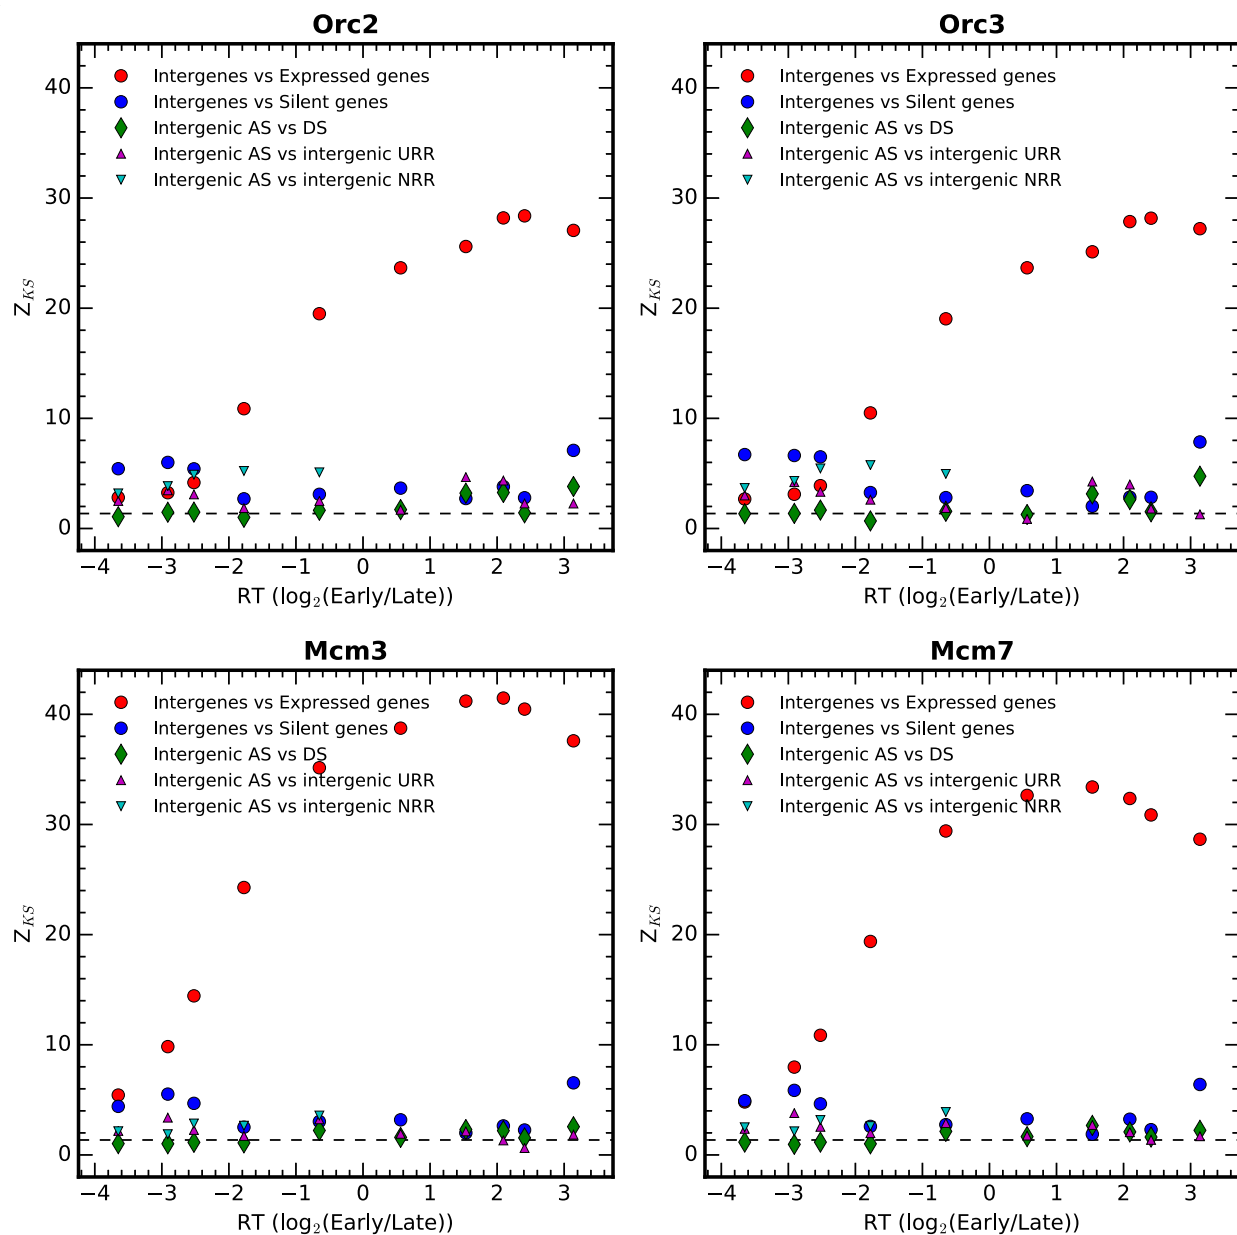 Orc2
Intergenes vs Expressed genes
Intergenes vs Silent genes
Intergenic AS vs DS
Intergenic AS vs intergenic URR
Intergenic AS vs intergenic NRR
40
30
20
10
0
Z_KS
−4 −3 −2 −1 0 1 2 3
RT (log₂(Early/Late))
Orc3
Intergenes vs Expressed genes
Intergenes vs Silent genes
Intergenic AS vs DS
Intergenic AS vs intergenic URR
Intergenic AS vs intergenic NRR
40
30
20
10
0
Z_KS
−4 −3 −2 −1 0 1 2 3
RT (log₂(Early/Late))
Mcm3
Intergenes vs Expressed genes
Intergenes vs Silent genes
Intergenic AS vs DS
Intergenic AS vs intergenic URR
Intergenic AS vs intergenic NRR
40
30
20
10
0
Z_KS
−4 −3 −2 −1 0 1 2 3
RT (log₂(Early/Late))
Mcm7
Intergenes vs Expressed genes
Intergenes vs Silent genes
Intergenic AS vs DS
Intergenic AS vs intergenic URR
Intergenic AS vs intergenic NRR
40
30
20
10
0
Z_KS
−4 −3 −2 −1 0 1 2 3
RT (log₂(Early/Late))